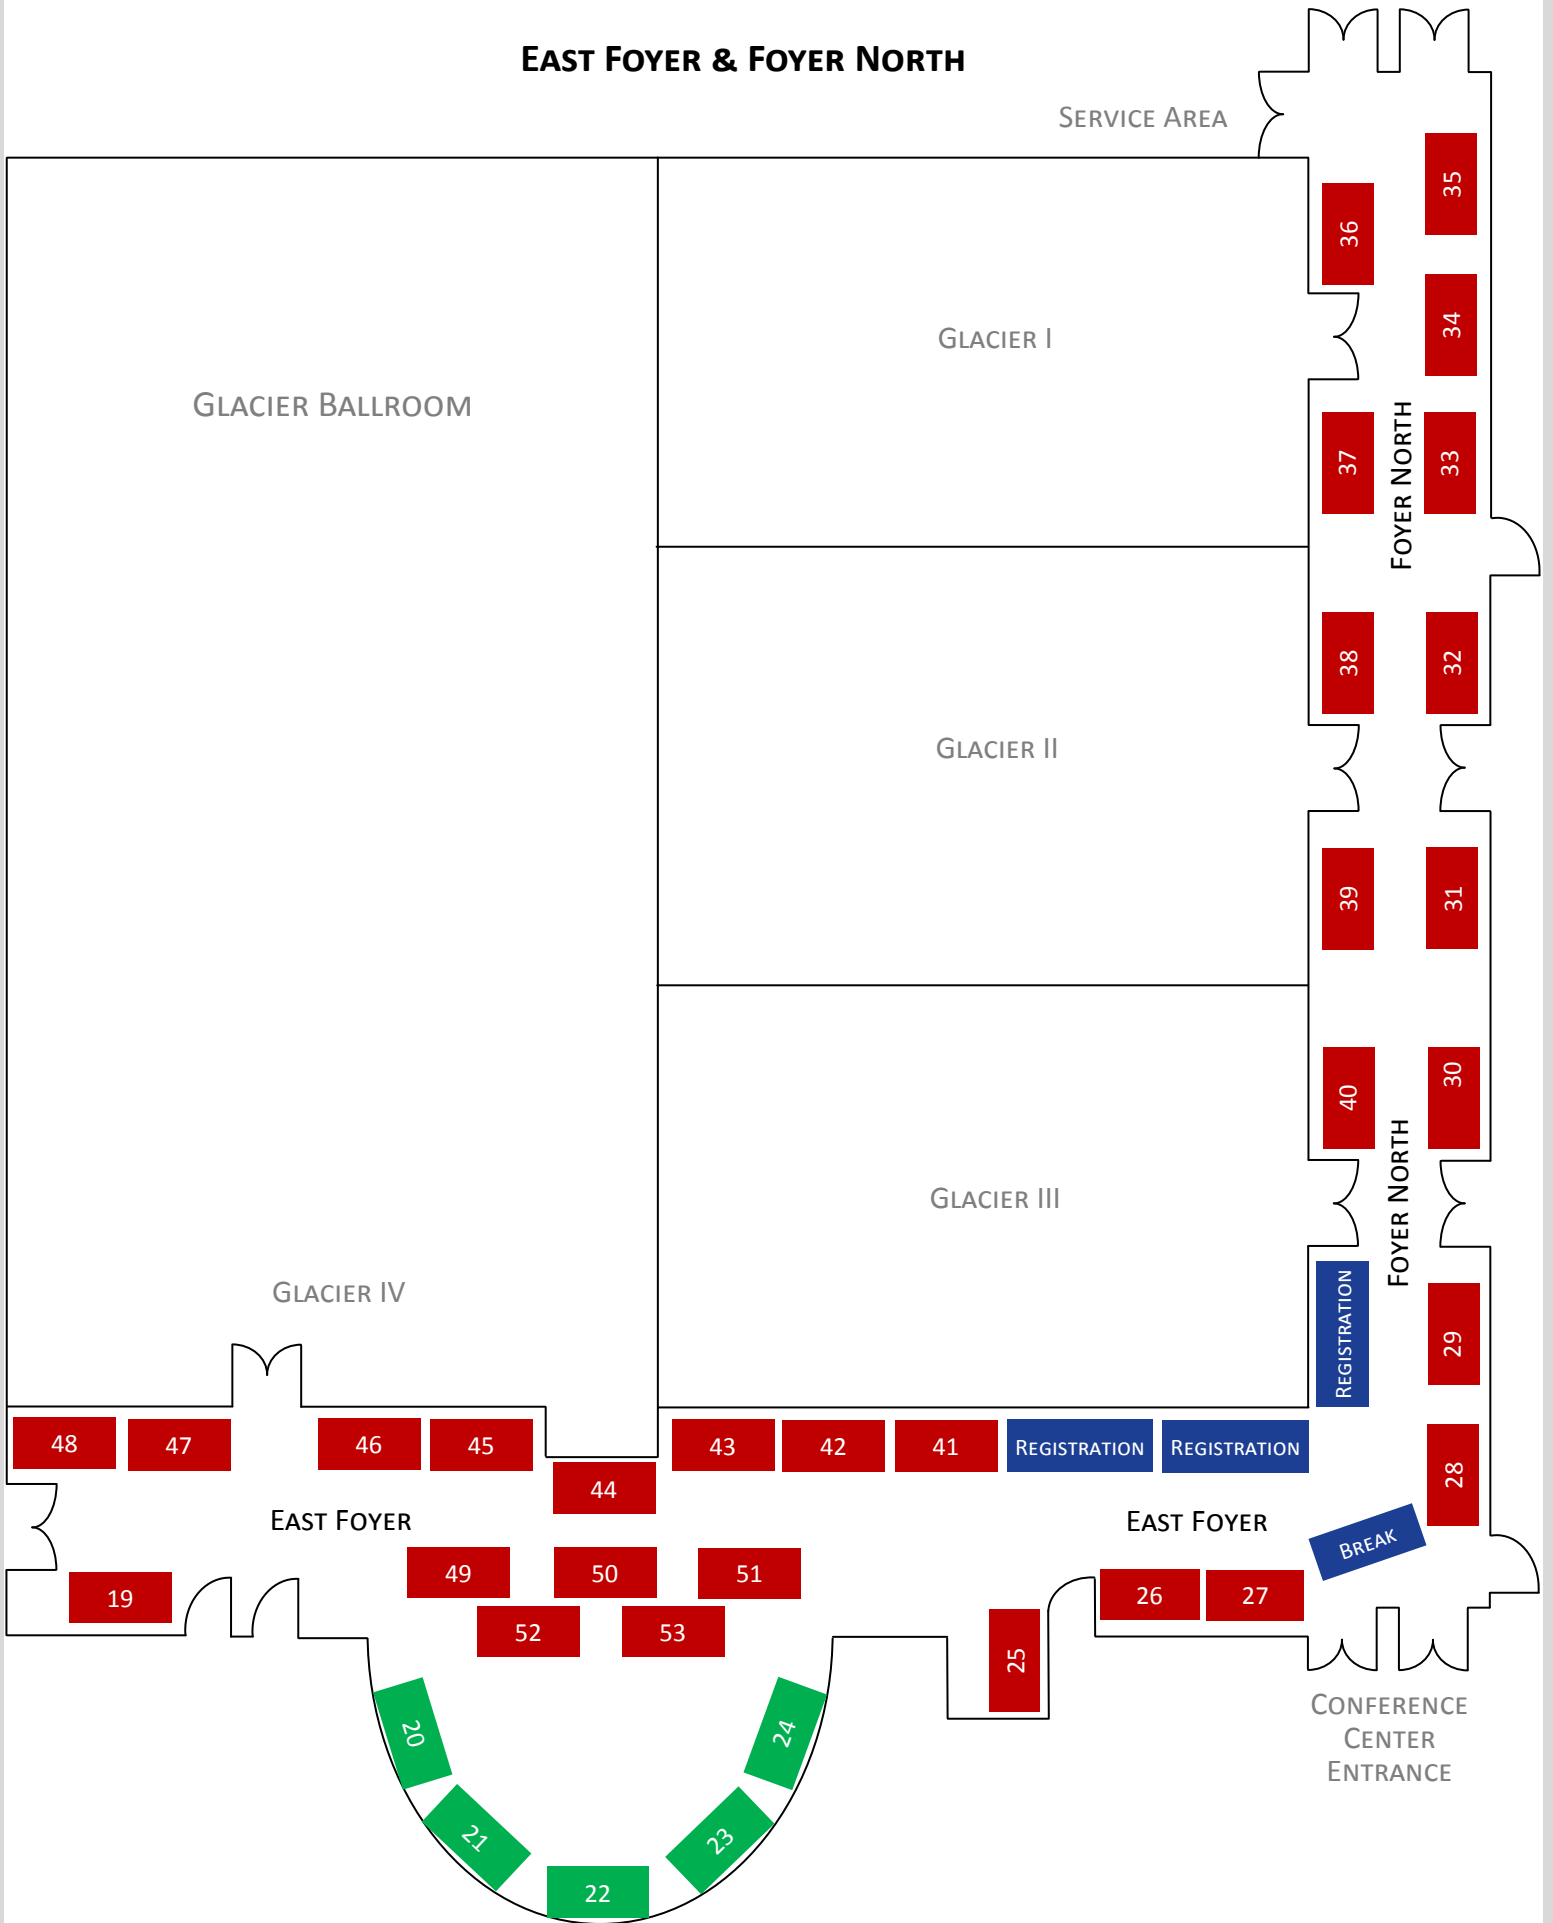 EAST FOYER & FOYER NORTH
SERVICE AREA
35
36
GLACIER I
34
GLACIER BALLROOM
37
FOYER NORTH
33
38
32
GLACIER II
39
31
40
30
GLACIER III
FOYER NORTH
GLACIER IV
REGISTRATION
29
48
47
46
45
43
42
41
REGISTRATION
REGISTRATION
28
44
EAST FOYER
EAST FOYER
BREAK
49
50
51
19
26
27
52
53
25
20
24
CONFERENCE
CENTER
ENTRANCE
21
23
22